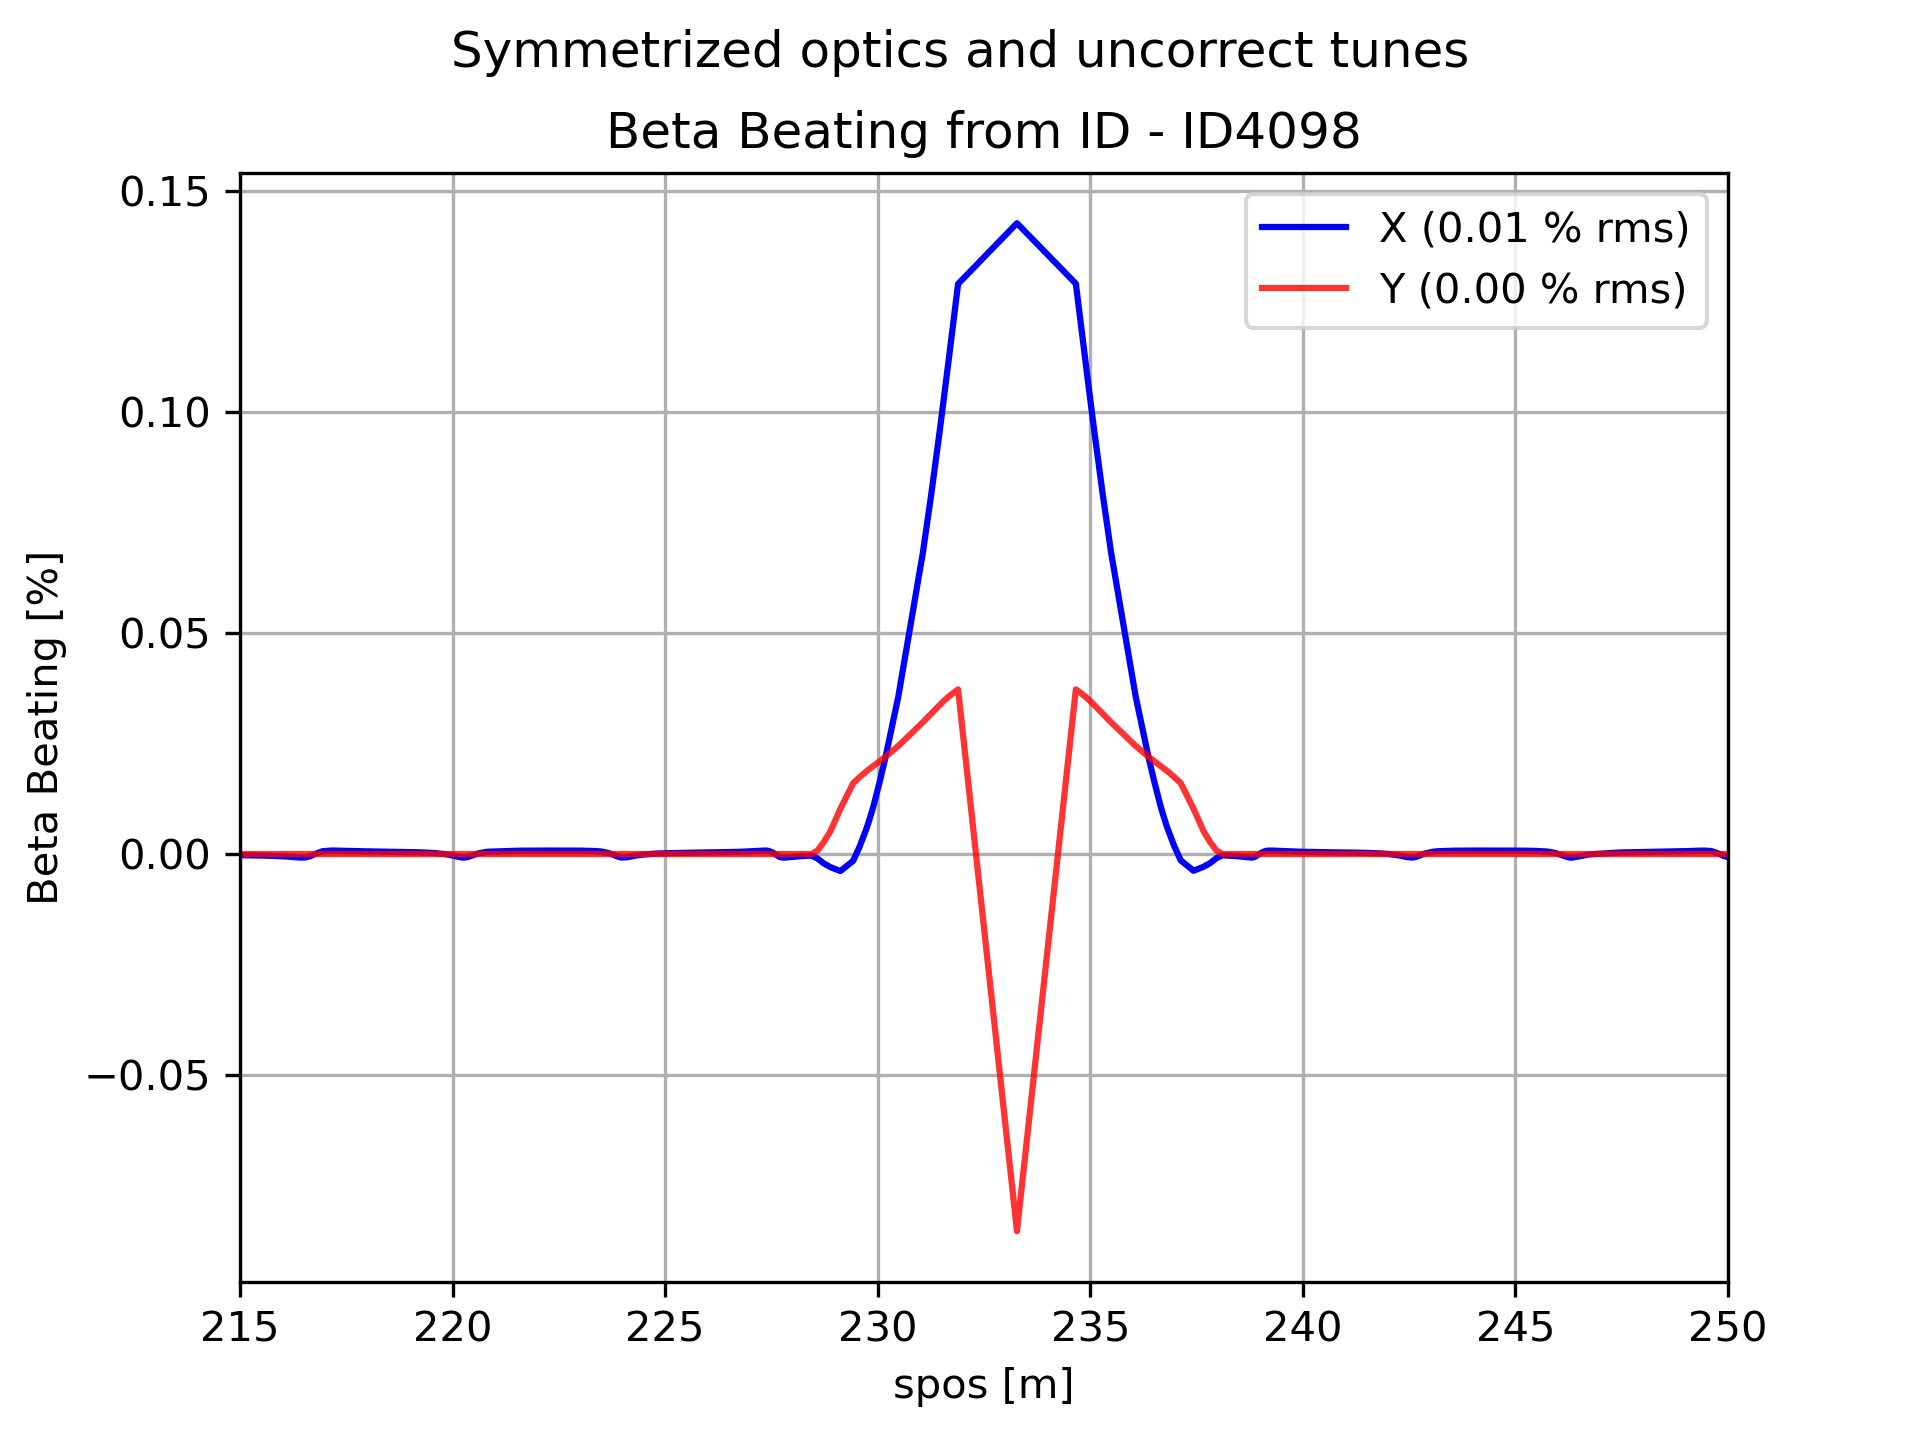 Symmetrized optics and uncorrect tunes
Beta Beating from ID - ID4098
0.15
0.10
0.05
0.00
−0.05
Beta Beating [%]
X (0.01 % rms)
Y (0.00 % rms)
215 220 225 230 235 240 245 250
spos [m]